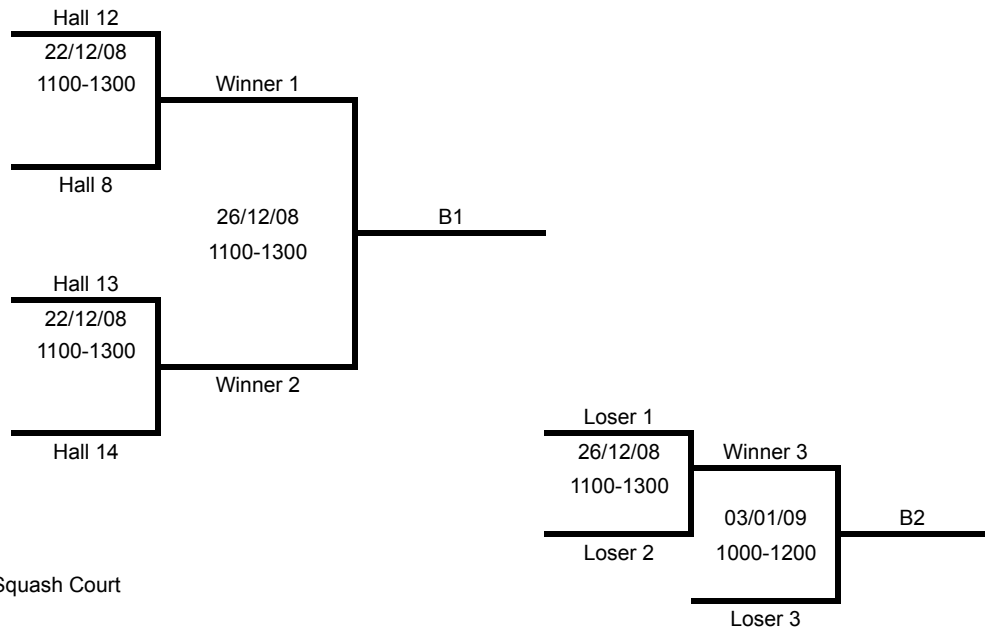 Hall 12
22/12/08
1100-1300
Winner 1
Hall 8
26/12/08
1100-1300
B1
Hall 13
22/12/08
1100-1300
Winner 2
Hall 14
Loser 1
26/12/08
1100-1300
Winner 3
Loser 2
03/01/09
1000-1200
B2
Squash Court
Loser 3